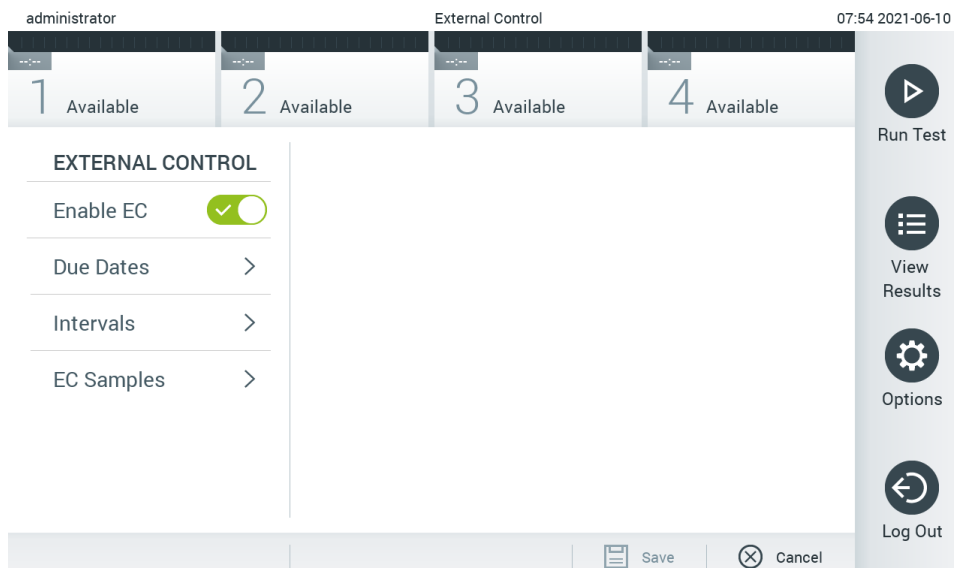 administrator External Control 07:54 2021-06-10
--:-- --:-- --:-- --:--
1 Available 2 Available 3 Available 4 Available
Run Test
EXTERNAL CONTROL
Enable EC
Due Dates
Intervals
EC Samples
View
Results
Options
Log Out
Save Cancel